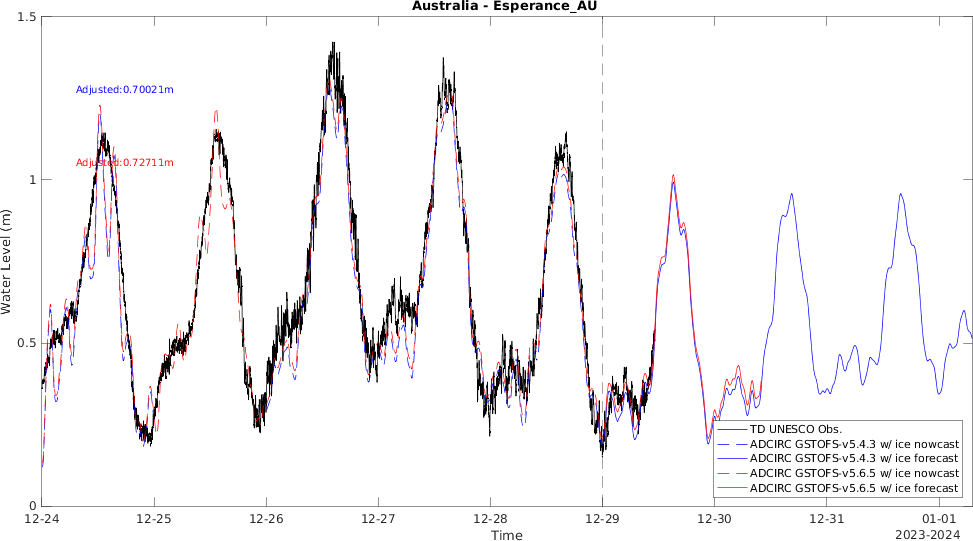 Australia - Esperance_AU
1.5
Adjusted:0.70021m
Adjusted:0.72711m
1
Water Level (m)
0.5
0
TD UNESCO Obs.
ADCIRC GSTOFS-v5.4.3 w/ ice nowcast
ADCIRC GSTOFS-v5.4.3 w/ ice forecast
ADCIRC GSTOFS-v5.6.5 w/ ice nowcast
ADCIRC GSTOFS-v5.6.5 w/ ice forecast
12-24 12-25 12-26 12-27 12-28 12-29 12-30 12-31 01-01
Time
2023-2024